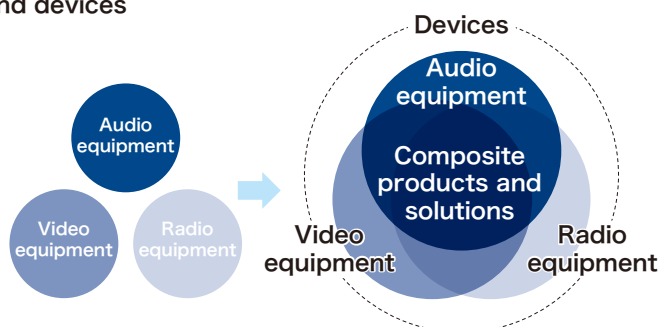 nd devices
Audio
equipment
Video
equipment
Radio
equipment
Devices
Audio
equipment
Composite
products and
solutions
Video
equipment
Radio
equipment